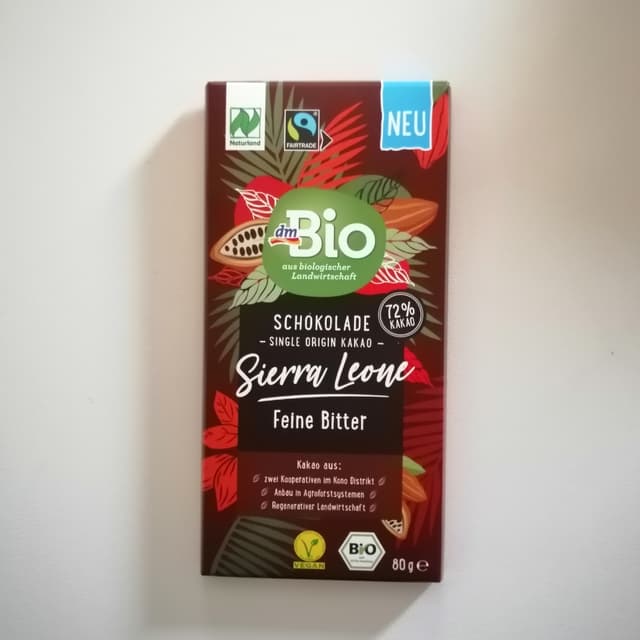 Naturland
FAIRTRADE
NEU
dm
Bio
aus biologischer
Landwirtschaft
SCHOKOLADE
72%
KAKAO
– SINGLE ORIGIN KAKAO –
Sierra Leone
Feine Bitter
Kakao aus:
zwei Kooperativen im Kono Distrikt
Anbau in Agroforstsystemen
Regenerativer Landwirtschaft
VEGAN
BiO
80 g ℮